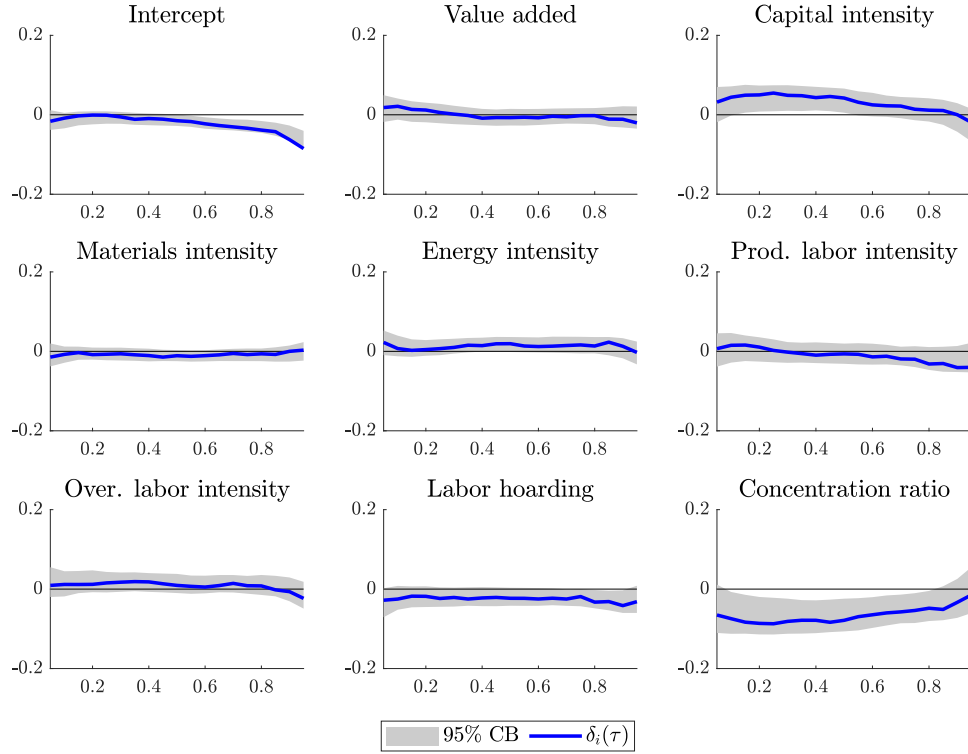 Intercept
Value added
Capital intensity
0.2
0
-0.2
0.2 0.4 0.6 0.8
0.2
0
-0.2
0.2 0.4 0.6 0.8
0.2
0
-0.2
0.2 0.4 0.6 0.8
Materials intensity
Energy intensity
Prod. labor intensity
0.2
0
-0.2
0.2 0.4 0.6 0.8
0.2
0
-0.2
0.2 0.4 0.6 0.8
0.2
0
-0.2
0.2 0.4 0.6 0.8
Over. labor intensity
Labor hoarding
Concentration ratio
0.2
0
-0.2
0.2 0.4 0.6 0.8
0.2
0
-0.2
0.2 0.4 0.6 0.8
0.2
0
-0.2
0.2 0.4 0.6 0.8
95% CB δᵢ(τ)